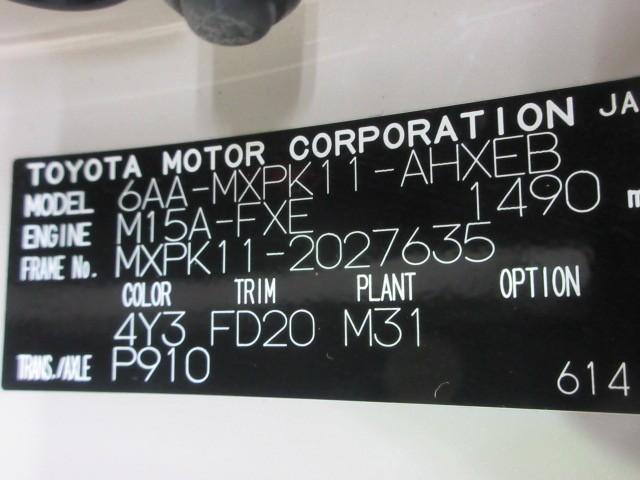 TOYOTA MOTOR CORPORATION JA
MODEL 6AA-MXPK11-AHXEB
ENGINE M15A-FXE 1490 m
FRAME No. MXPK11-2027635
COLOR TRIM PLANT OPTION
4Y3 FD20 M31
TRANS./AXLE P910
614